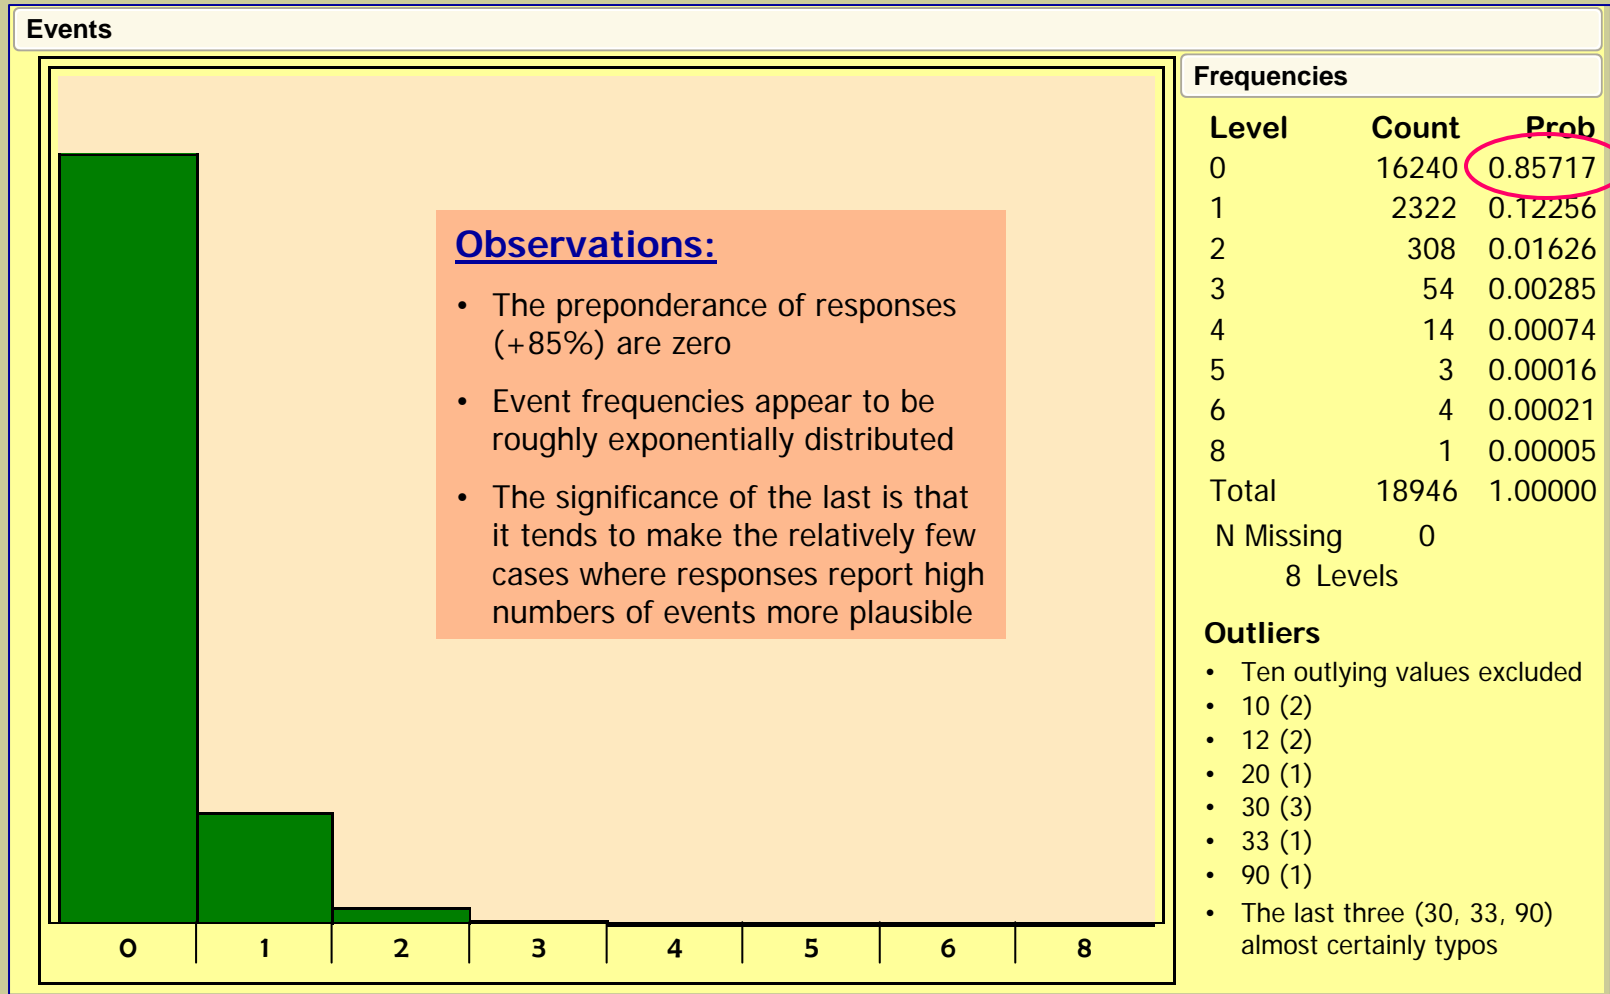 Events
Observations:
• The preponderance of responses
(+85%) are zero
• Event frequencies appear to be
roughly exponentially distributed
• The significance of the last is that
it tends to make the relatively few
cases where responses report high
numbers of events more plausible
0 1 2 3 4 5 6 8
Frequencies
Level Count Prob
0 16240 0.85717
1 2322 0.12256
2 308 0.01626
3 54 0.00285
4 14 0.00074
5 3 0.00016
6 4 0.00021
8 1 0.00005
Total 18946 1.00000
N Missing 0
8 Levels
Outliers
• Ten outlying values excluded
• 10 (2)
• 12 (2)
• 20 (1)
• 30 (3)
• 33 (1)
• 90 (1)
• The last three (30, 33, 90)
almost certainly typos